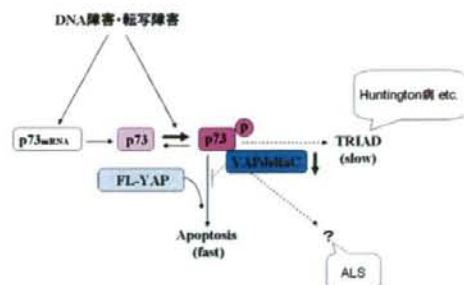 DNA障害・転写障害
Huntington病 etc.
p
p73mRNA
p73
p73
TRIAD
(slow)
YAPdeltaC
FL-YAP
Apoptosis
(fast)
?
ALS